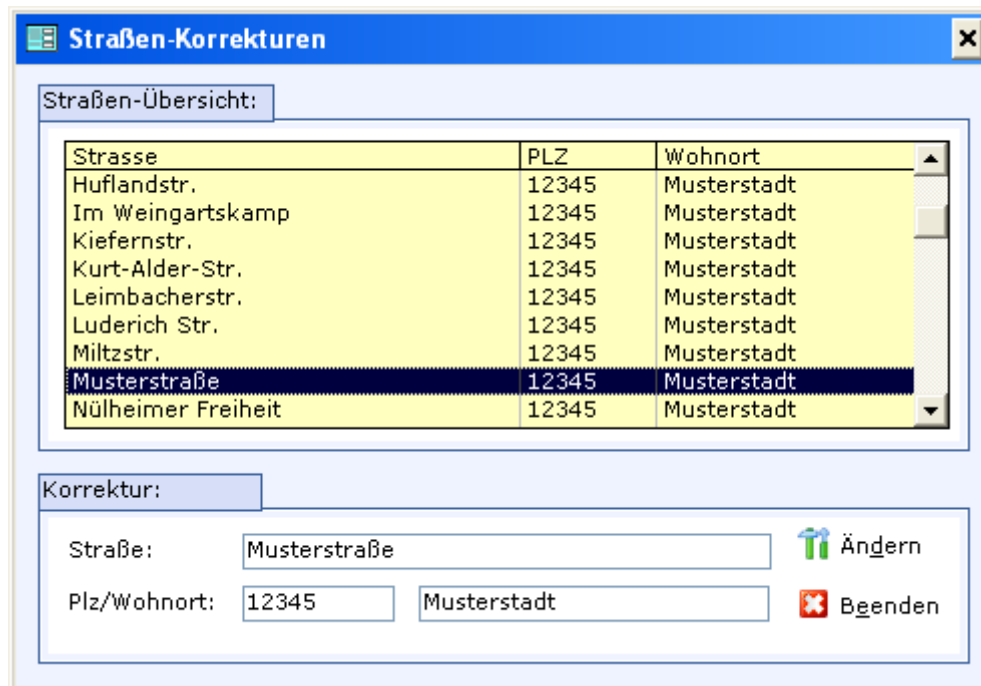 Straßen-Korrekturen
Straßen-Übersicht:
Strasse PLZ Wohnort
Huflandstr. 12345 Musterstadt
Im Weingartskamp 12345 Musterstadt
Kiefernstr. 12345 Musterstadt
Kurt-Alder-Str. 12345 Musterstadt
Leimbacherstr. 12345 Musterstadt
Luderich Str. 12345 Musterstadt
Miltzstr. 12345 Musterstadt
Musterstraße 12345 Musterstadt
Nülheimer Freiheit 12345 Musterstadt
Korrektur:
Straße: Musterstraße Ändern
Plz/Wohnort: 12345 Musterstadt Beenden